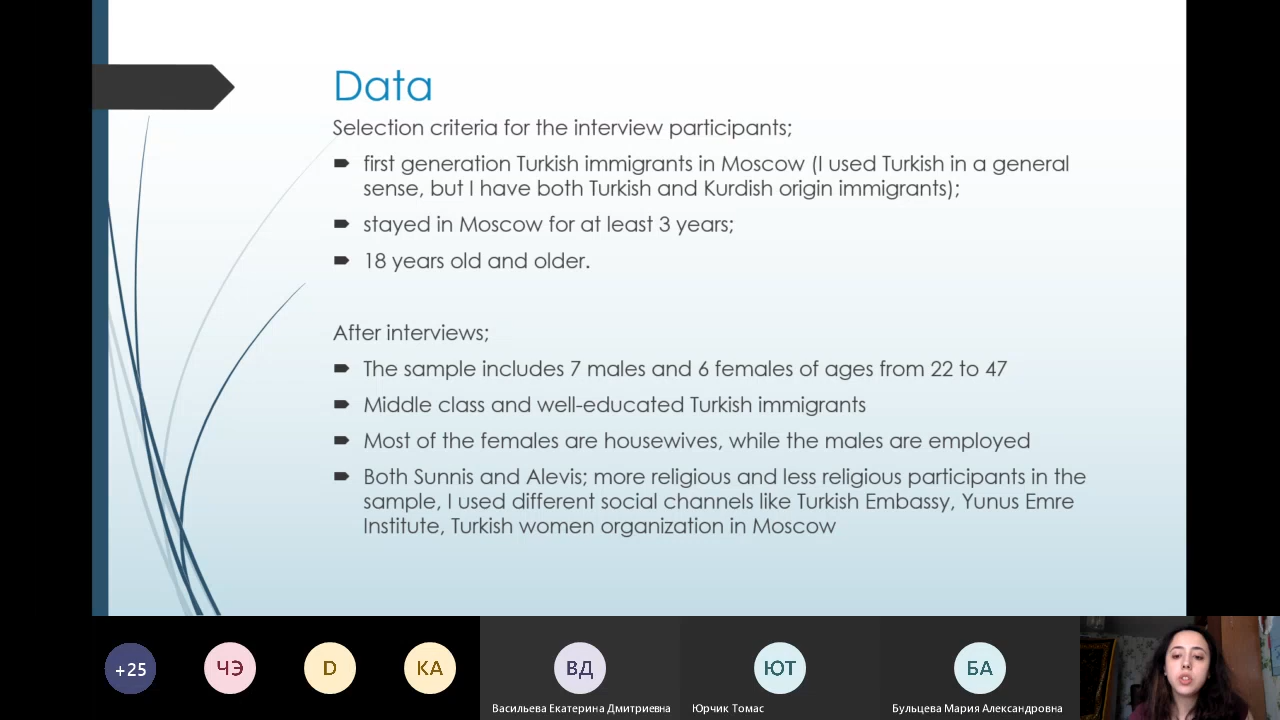 Data
Selection criteria for the interview participants;
first generation Turkish immigrants in Moscow (I used Turkish in a general
sense, but I have both Turkish and Kurdish origin immigrants);
stayed in Moscow for at least 3 years;
18 years old and older.
After interviews;
The sample includes 7 males and 6 females of ages from 22 to 47
Middle class and well-educated Turkish immigrants
Most of the females are housewives, while the males are employed
Both Sunnis and Alevis; more religious and less religious participants in the
sample, I used different social channels like Turkish Embassy, Yunus Emre
Institute, Turkish women organization in Moscow
+25
ЧЭ
D
КА
ВД
ЮТ
БА
Васильева Екатерина Дмитриевна
Юрчик Томас
Бульцева Мария Александровна